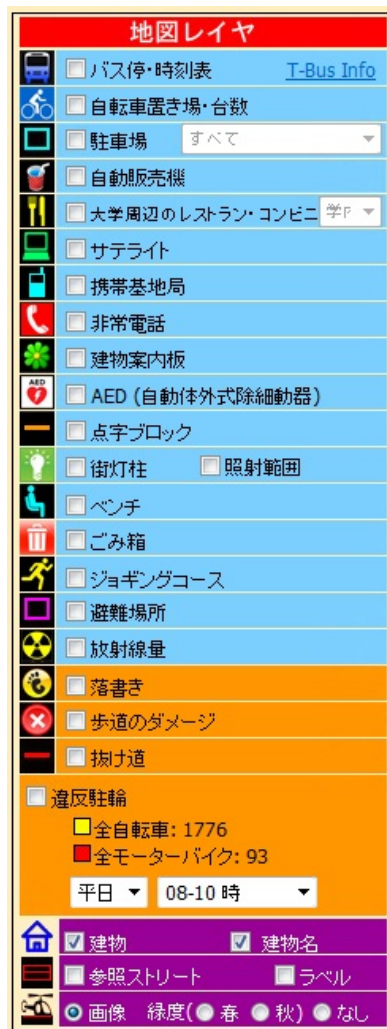 地図レイヤ
バス停・時刻表 T-Bus Info
自転車置き場・台数
駐車場 すべて
自動販売機
大学周辺のレストラン・コンビニ
サテライト
携帯基地局
非常電話
建物案内板
AED
AED (自動体外式除細動器)
点字ブロック
街灯柱 照射範囲
ベンチ
ごみ箱
ジョギングコース
避難場所
放射線量
落書き
歩道のダメージ
抜け道
違反駐輪
全自転車: 1776
全モーターバイク: 93
平日 08-10 時
建物 建物名
参照ストリート ラベル
画像 緑度(春 秋) なし